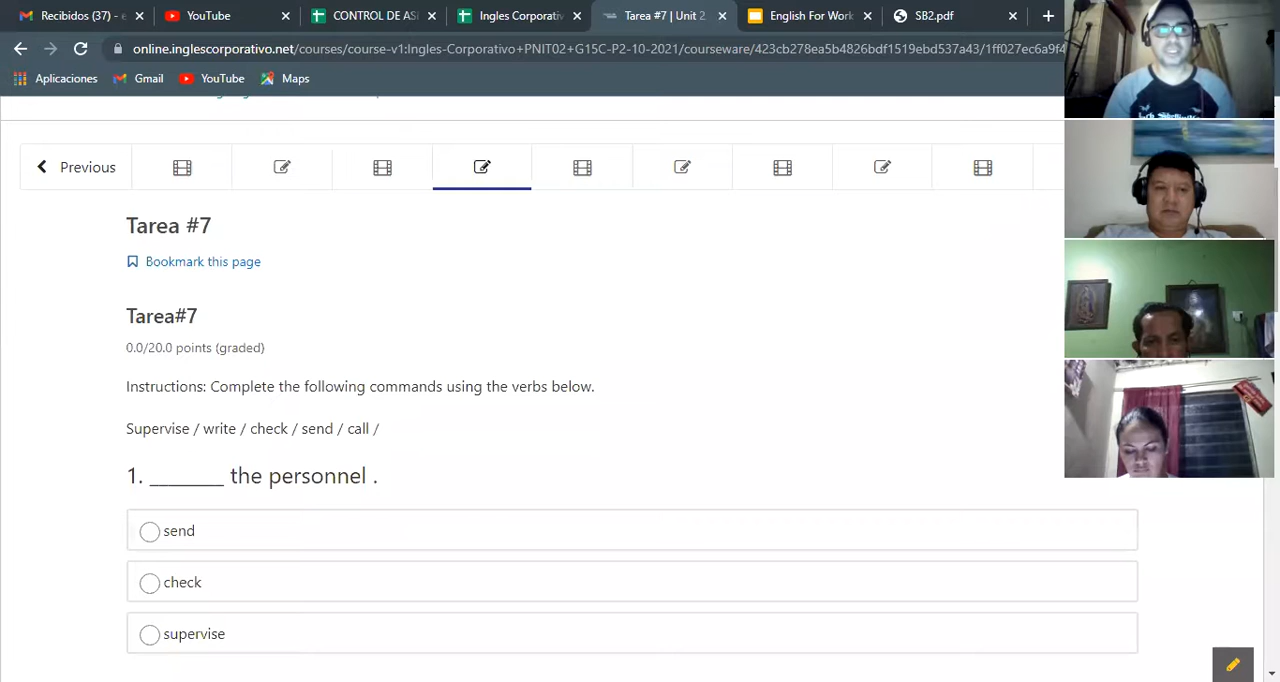 Recibidos (37) - e
YouTube
CONTROL DE ASI
Ingles Corporativ
Tarea #7 | Unit 2
English For Work
SB2.pdf
online.inglescorporativo.net/courses/course-v1:Ingles-Corporativo+PNIT02+G15C-P2-10-2021/courseware/423cb278ea5b4826bdf1519ebd537a43/1ff027ec6a9f4
Aplicaciones
Gmail
YouTube
Maps
Previous
Tarea #7
Bookmark this page
Tarea#7
0.0/20.0 points (graded)
Instructions: Complete the following commands using the verbs below.
Supervise / write / check / send / call /
1. _______ the personnel .
send
check
supervise